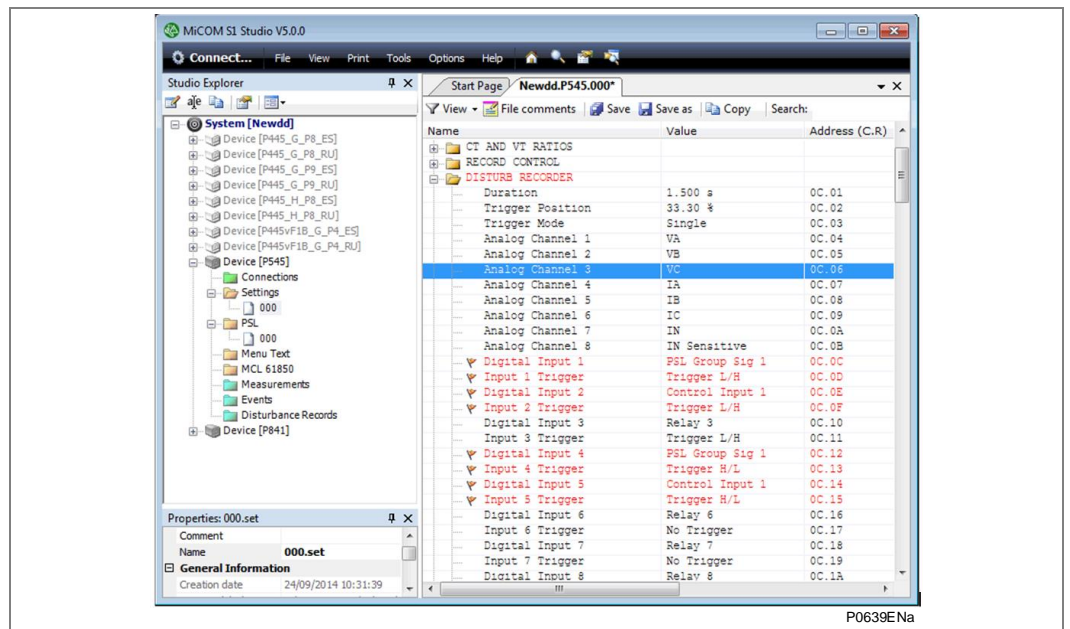 MiCOM S1 Studio V5.0.0
Connect... File View Print Tools Options Help
Studio Explorer
System [Newdd]
Device [P445_G_P8_ES]
Device [P445_G_P8_RU]
Device [P445_G_P9_ES]
Device [P445_G_P9_RU]
Device [P445_H_P8_ES]
Device [P445_H_P8_RU]
Device [P445vF1B_G_P4_ES]
Device [P445vF1B_G_P4_RU]
Device [P545]
Connections
Settings
000
PSL
000
Menu Text
MCL 61850
Measurements
Events
Disturbance Records
Device [P841]
Properties: 000.set
Comment
Name 000.set
General Information
Creation date 24/09/2014 10:31:39
Start Page Newdd.P545.000*
View File comments Save Save as Copy Search:
Name Value Address (C.R)
CT AND VT RATIOS
RECORD CONTROL
DISTURB RECORDER
Duration 1.500 s 0C.01
Trigger Position 33.30 % 0C.02
Trigger Mode Single 0C.03
Analog Channel 1 VA 0C.04
Analog Channel 2 VB 0C.05
Analog Channel 3 VC 0C.06
Analog Channel 4 IA 0C.07
Analog Channel 5 IB 0C.08
Analog Channel 6 IC 0C.09
Analog Channel 7 IN 0C.0A
Analog Channel 8 IN Sensitive 0C.0B
Digital Input 1 PSL Group Sig 1 0C.0C
Input 1 Trigger Trigger L/H 0C.0D
Digital Input 2 Control Input 1 0C.0E
Input 2 Trigger Trigger L/H 0C.0F
Digital Input 3 Relay 3 0C.10
Input 3 Trigger Trigger L/H 0C.11
Digital Input 4 PSL Group Sig 1 0C.12
Input 4 Trigger Trigger H/L 0C.13
Digital Input 5 Control Input 1 0C.14
Input 5 Trigger Trigger H/L 0C.15
Digital Input 6 Relay 6 0C.16
Input 6 Trigger No Trigger 0C.17
Digital Input 7 Relay 7 0C.18
Input 7 Trigger No Trigger 0C.19
Digital Input 8 Relay 8 0C.1A
P0639ENa